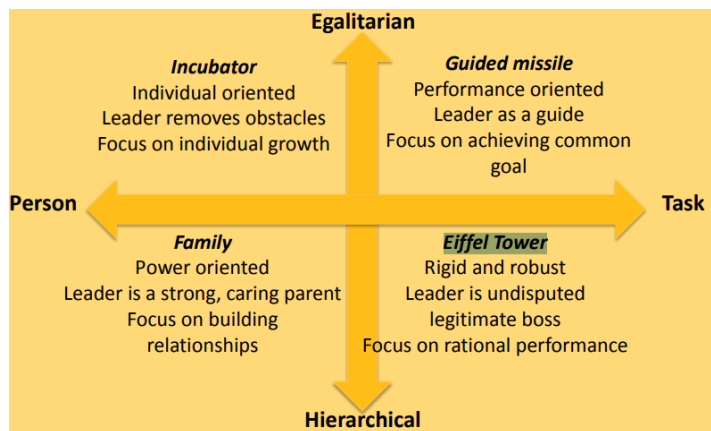 Egalitarian
Incubator
Individual oriented
Leader removes obstacles
Focus on individual growth
Guided missile
Performance oriented
Leader as a guide
Focus on achieving common
goal
Person
Task
Family
Power oriented
Leader is a strong, caring parent
Focus on building
relationships
Eiffel Tower
Rigid and robust
Leader is undisputed
legitimate boss
Focus on rational performance
Hierarchical